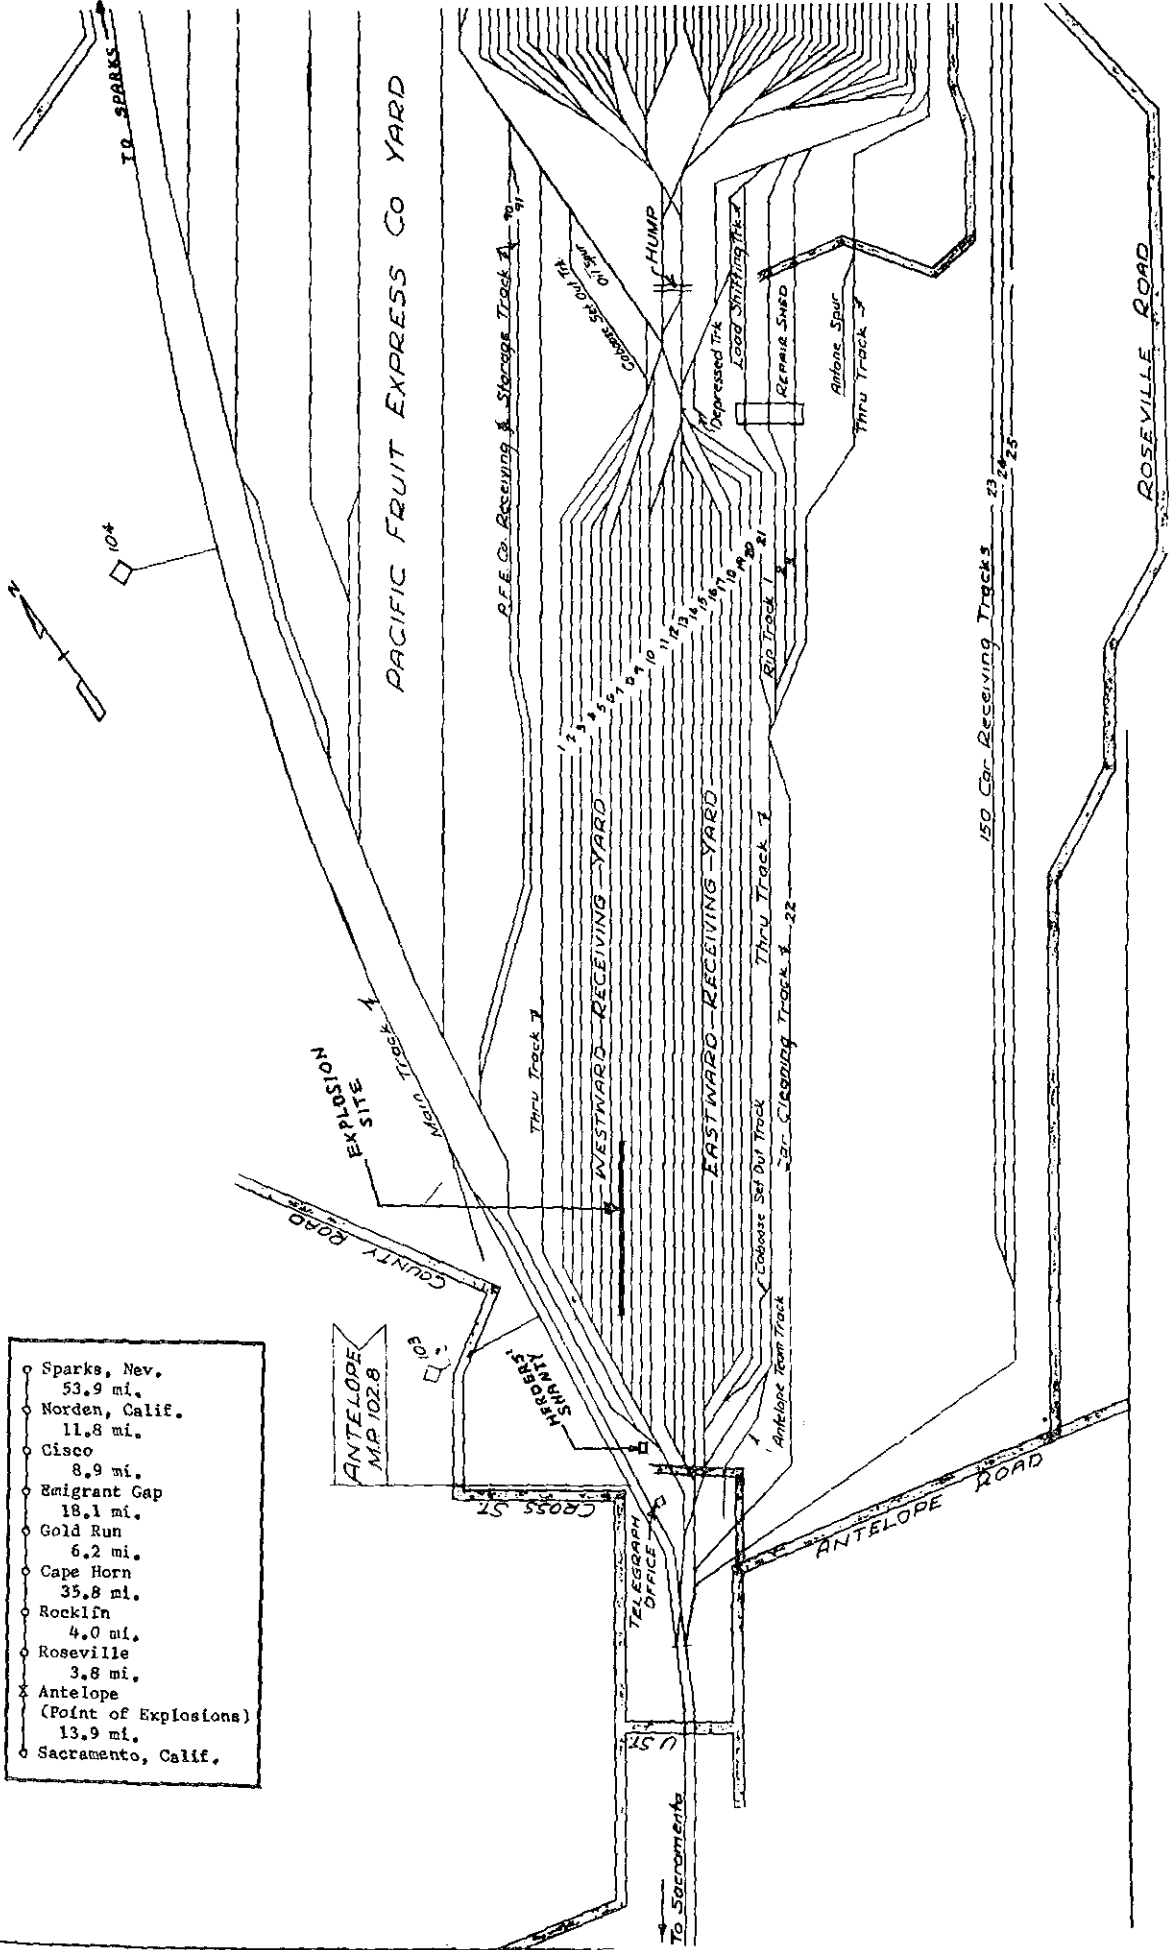 TO SPARKS
N
104
PACIFIC FRUIT EXPRESS CO YARD
P.F.E. Co. Receiving & Storage Track 90
91
Caboose Set Out Trk.
Oil Spur
HUMP
Depressed Trk
Load Shifting Trk
REPAIR SHED
Antone Spur
Thru Track
ROSEVILLE ROAD
1
2
3
4
5
6
7
8
9
10
11
12
13
14
15
16
17
18
19
20
21
Rip Track 1
2
3
150 Car Receiving Tracks 23
24
25
WESTWARD RECEIVING YARD
EASTWARD RECEIVING YARD
Thru Track
Thru Track
Car Cleaning Track 22
Caboose Set Out Track
Antelope Team Track
Main Track
EXPLOSION
SITE
COUNTY ROAD
ANTELOPE
M.P. 102.8
103
HERDERS'
SHANTY
CROSS ST.
TELEGRAPH
OFFICE
ANTELOPE ROAD
U ST.
To Sacramento
Sparks, Nev.
53.9 mi.
Norden, Calif.
11.8 mi.
Cisco
8.9 mi.
Emigrant Gap
18.1 mi.
Gold Run
6.2 mi.
Cape Horn
35.8 mi.
Rocklin
4.0 mi.
Roseville
3.8 mi.
Antelope
(Point of Explosions)
13.9 mi.
Sacramento, Calif.